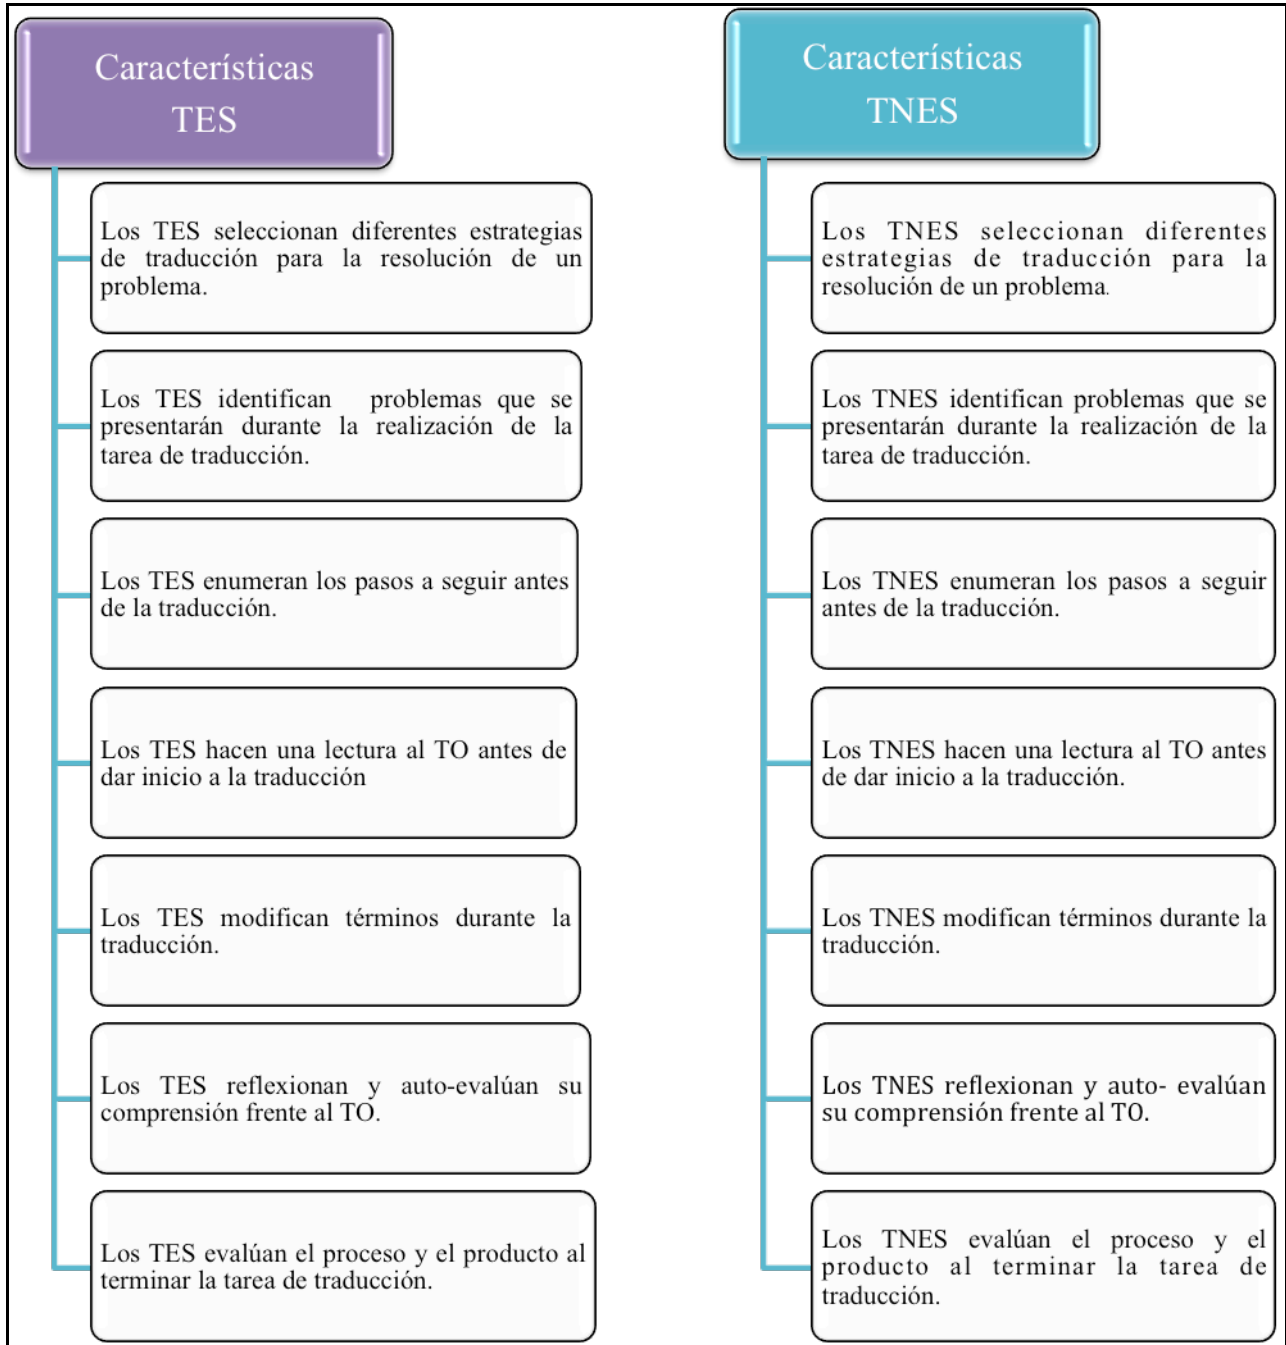 Características
TES
Los TES seleccionan diferentes estrategias
de traducción para la resolución de un
problema.
Los TES identifican problemas que se
presentarán durante la realización de la
tarea de traducción.
Los TES enumeran los pasos a seguir antes
de la traducción.
Los TES hacen una lectura al TO antes de
dar inicio a la traducción
Los TES modifican términos durante la
traducción.
Los TES reflexionan y auto-evalúan su
comprensión frente al TO.
Los TES evalúan el proceso y el producto al
terminar la tarea de traducción.
Características
TNES
Los TNES seleccionan diferentes
estrategias de traducción para la
resolución de un problema.
Los TNES identifican problemas que se
presentarán durante la realización de la
tarea de traducción.
Los TNES enumeran los pasos a seguir
antes de la traducción.
Los TNES hacen una lectura al TO antes
de dar inicio a la traducción.
Los TNES modifican términos durante la
traducción.
Los TNES reflexionan y auto- evalúan
su comprensión frente al TO.
Los TNES evalúan el proceso y el
producto al terminar la tarea de
traducción.